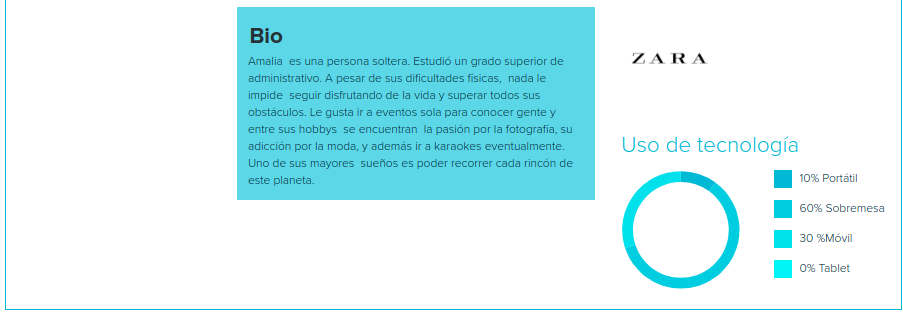 Bio
Amalia es una persona soltera. Estudió un grado superior de
administrativo. A pesar de sus dificultades físicas, nada le
impide seguir disfrutando de la vida y superar todos sus
obstáculos. Le gusta ir a eventos sola para conocer gente y
entre sus hobbys se encuentran la pasión por la fotografía, su
adicción por la moda, y además ir a karaokes eventualmente.
Uno de sus mayores sueños es poder recorrer cada rincón de
este planeta.
ZARA
Uso de tecnología
10% Portátil
60% Sobremesa
30 %Móvil
0% Tablet